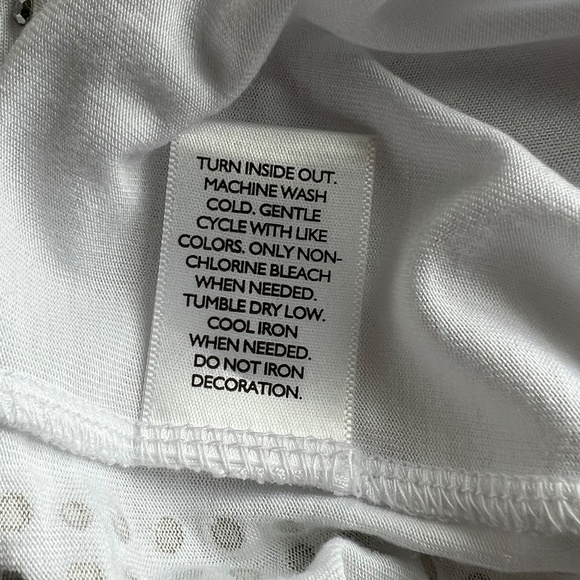 TURN INSIDE OUT.
MACHINE WASH
COLD. GENTLE
CYCLE WITH LIKE
COLORS. ONLY NON-
CHLORINE BLEACH
WHEN NEEDED.
TUMBLE DRY LOW.
COOL IRON
WHEN NEEDED.
DO NOT IRON
DECORATION.